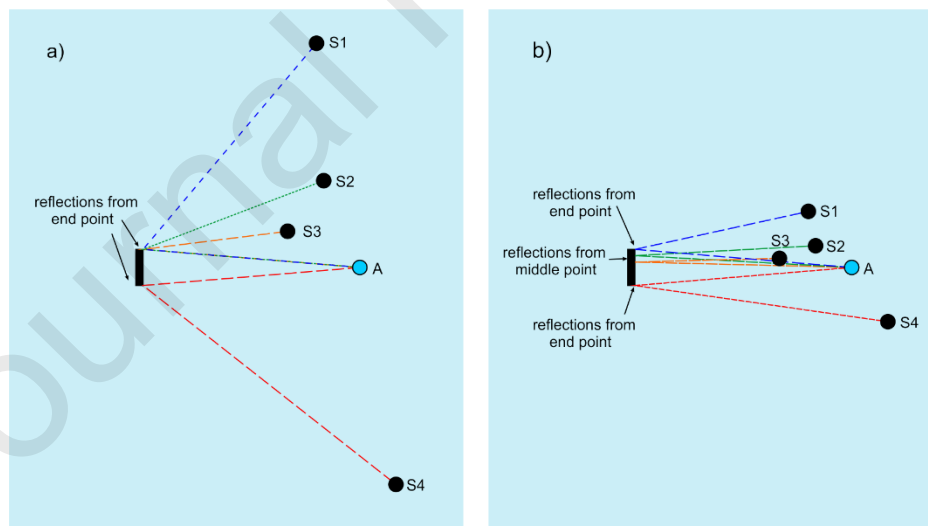 a)
S1
S2
reflections from
end point
S3
A
S4
b)
reflections from
end point
S1
S3
S2
reflections from
middle point
A
reflections from
end point
S4